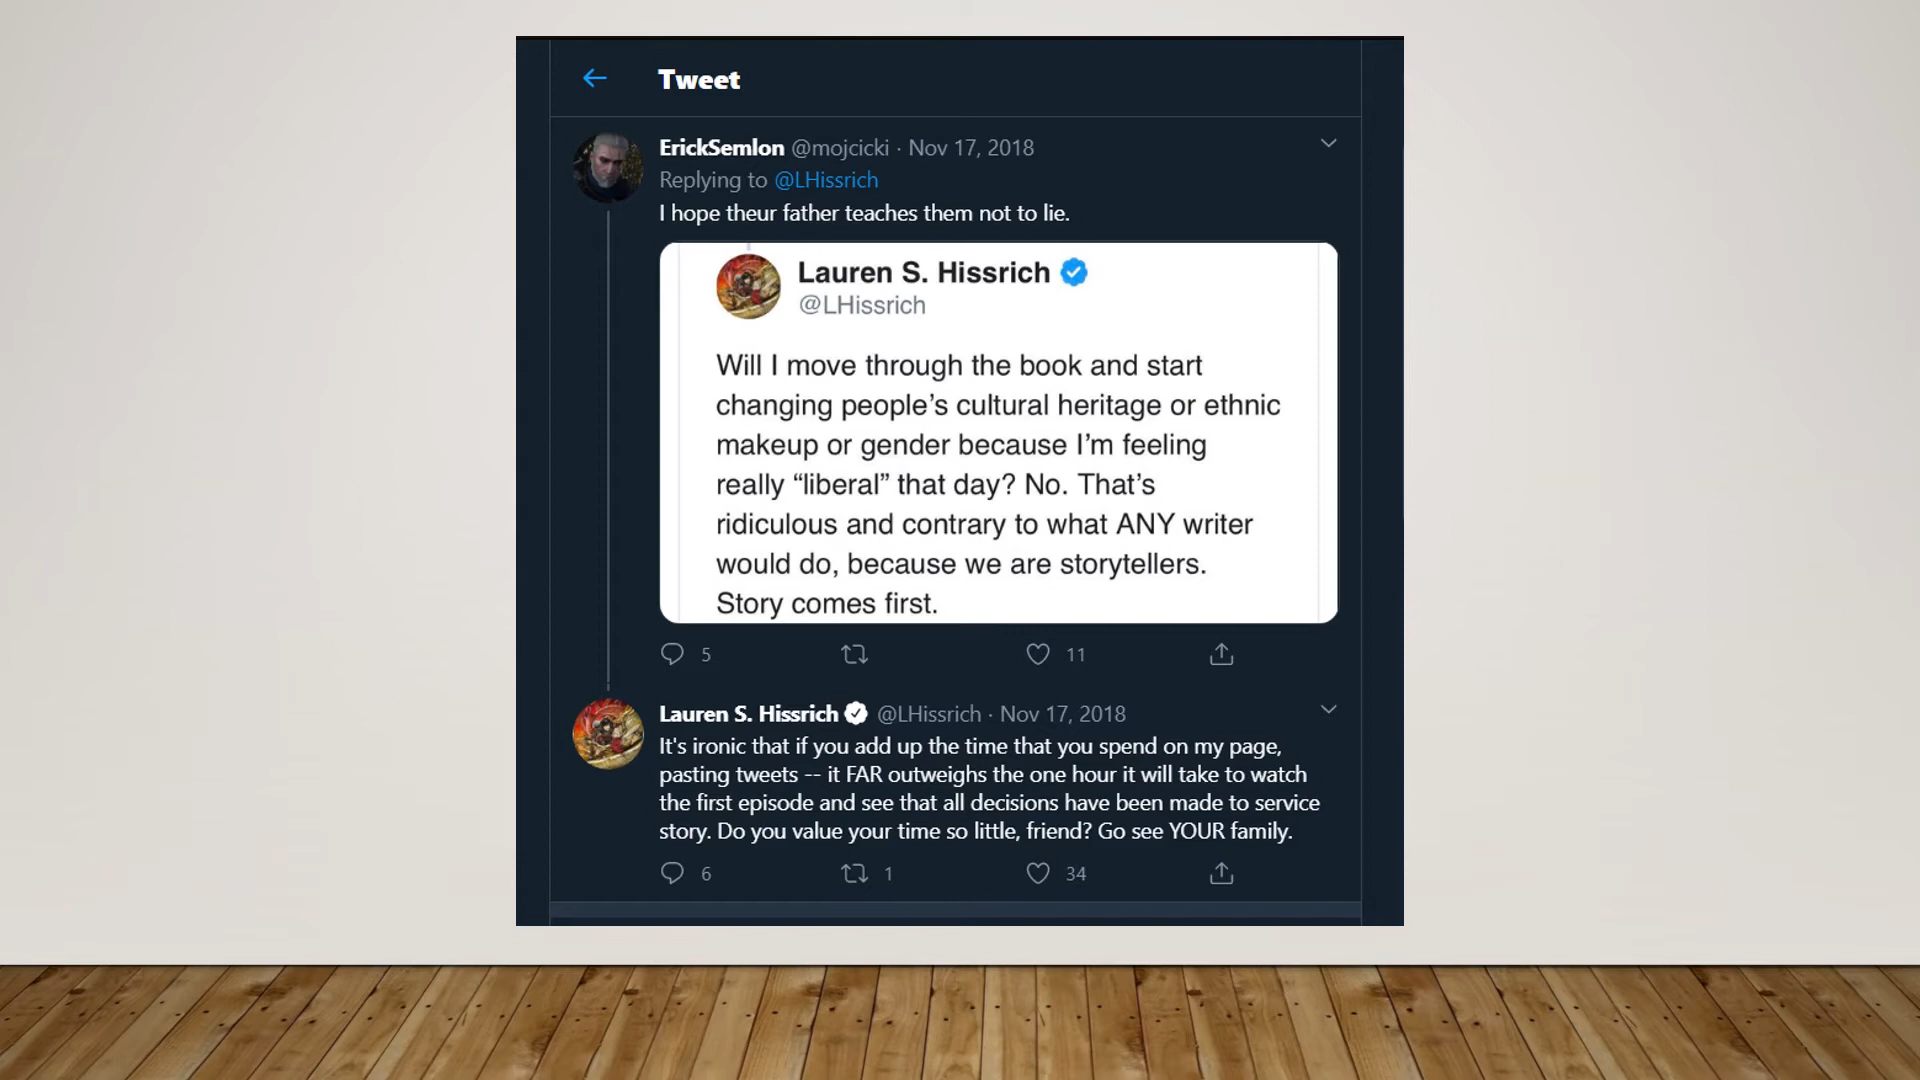 Tweet
ErickSemlon @mojcicki · Nov 17, 2018
Replying to @LHissrich
I hope theur father teaches them not to lie.
Lauren S. Hissrich
@LHissrich
Will I move through the book and start
changing people’s cultural heritage or ethnic
makeup or gender because I’m feeling
really “liberal” that day? No. That’s
ridiculous and contrary to what ANY writer
would do, because we are storytellers.
Story comes first.
5 11
Lauren S. Hissrich @LHissrich · Nov 17, 2018
It's ironic that if you add up the time that you spend on my page,
pasting tweets -- it FAR outweighs the one hour it will take to watch
the first episode and see that all decisions have been made to service
story. Do you value your time so little, friend? Go see YOUR family.
6 1 34